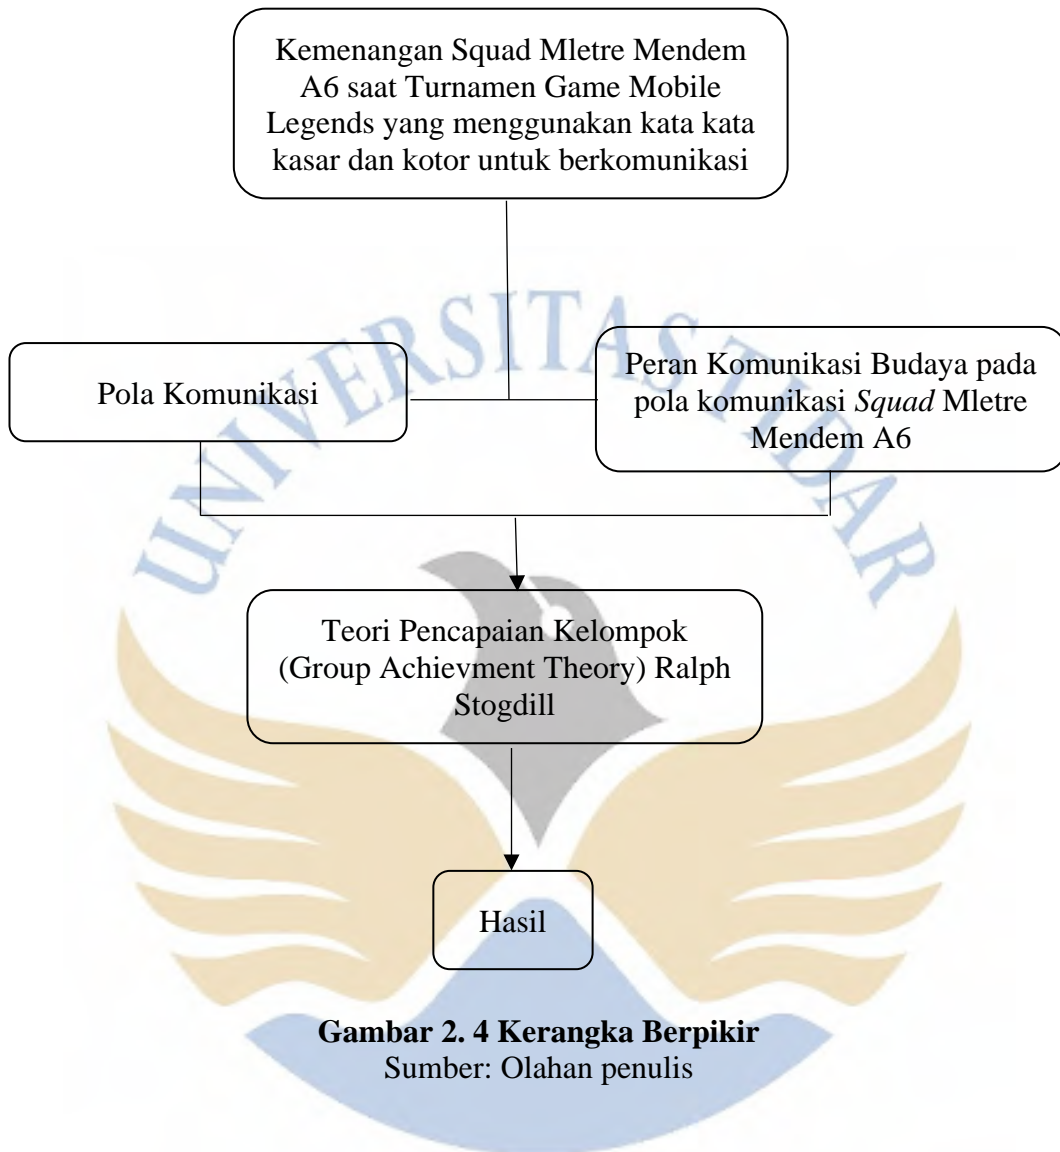 Kemenangan Squad Mletre Mendem
A6 saat Turnamen Game Mobile
Legends yang menggunakan kata kata
kasar dan kotor untuk berkomunikasi
UNIVERSITAS TIDAR
Pola Komunikasi
Peran Komunikasi Budaya pada
pola komunikasi Squad Mletre
Mendem A6
Teori Pencapaian Kelompok
(Group Achievment Theory) Ralph
Stogdill
Hasil
Gambar 2. 4 Kerangka Berpikir
Sumber: Olahan penulis